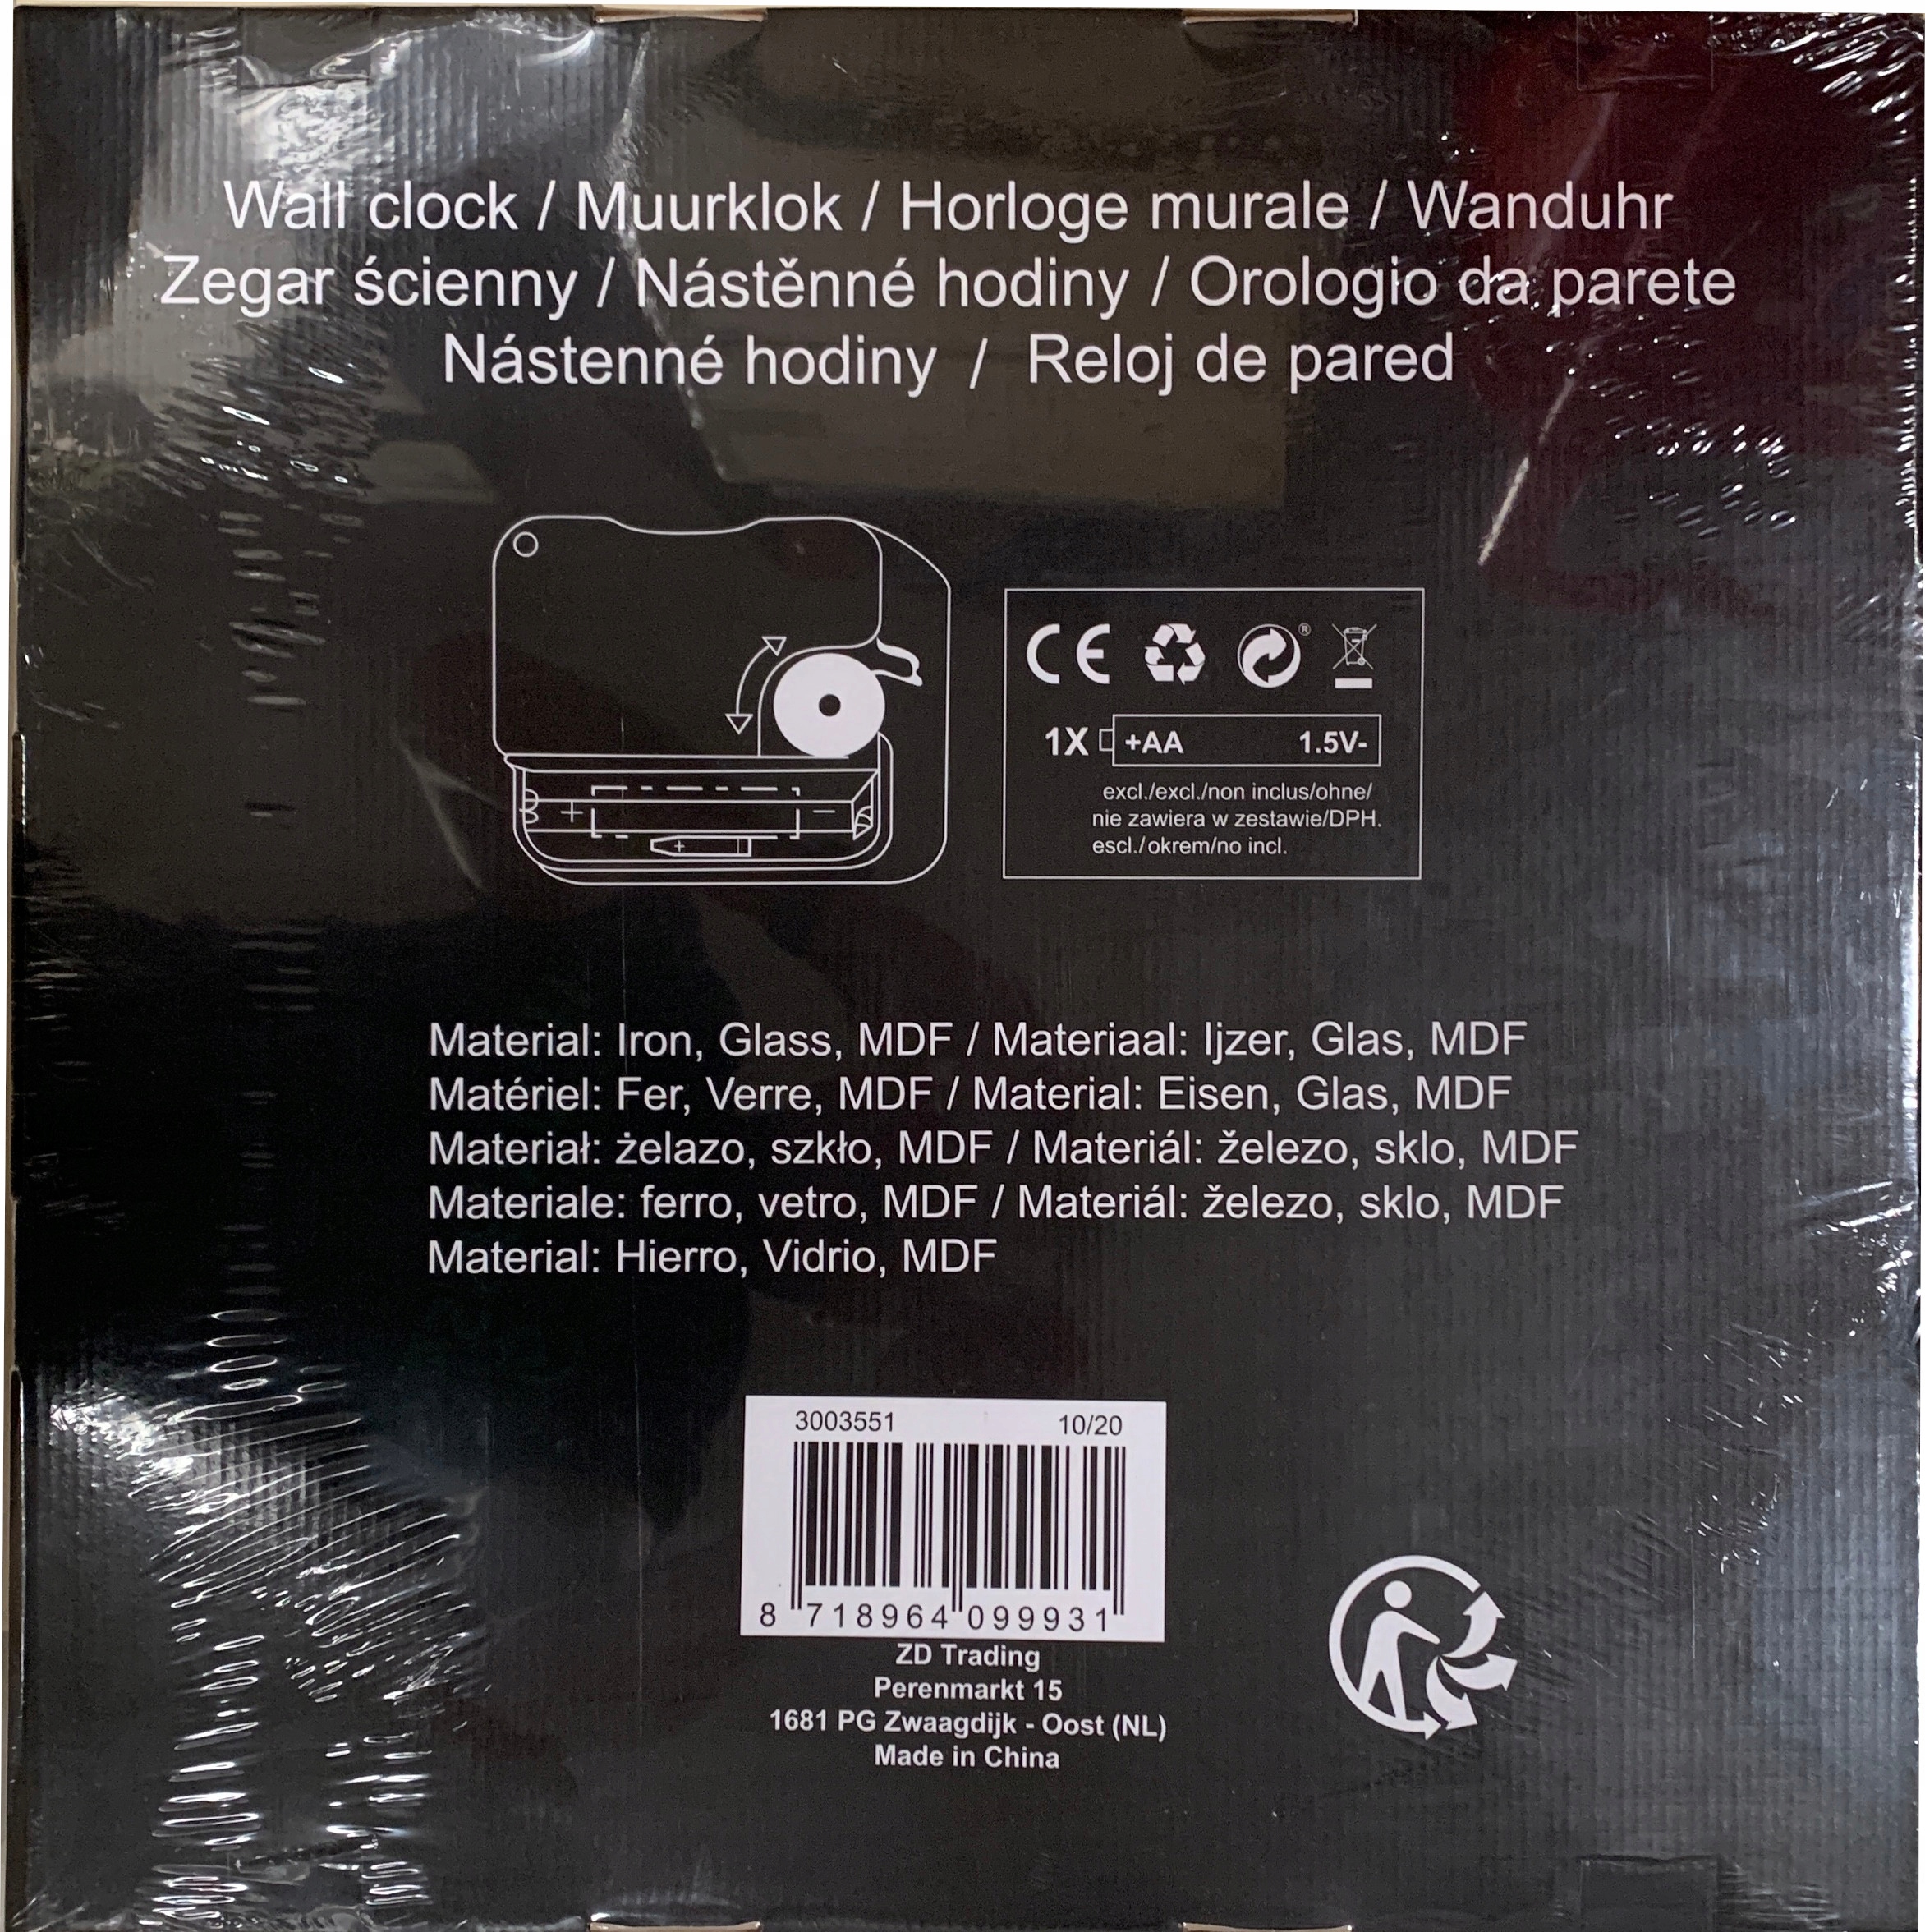 Wall clock / Muurklok / Horloge murale / Wanduhr
Zegar ścienny / Nástěnné hodiny / Orologio da parete
Nástenné hodiny / Reloj de pared
CE ®
1X +AA 1.5V-
excl./excl./non inclus/ohne/
nie zawiera w zestawie/DPH.
escl./okrem/no incl.
+ -
+
Material: Iron, Glass, MDF / Materiaal: Ijzer, Glas, MDF
Matériel: Fer, Verre, MDF / Material: Eisen, Glas, MDF
Materiał: żelazo, szkło, MDF / Materiál: železo, sklo, MDF
Materiale: ferro, vetro, MDF / Materiál: železo, sklo, MDF
Material: Hierro, Vidrio, MDF
3003551 10/20
8 718964 099931
ZD Trading
Perenmarkt 15
1681 PG Zwaagdijk - Oost (NL)
Made in China